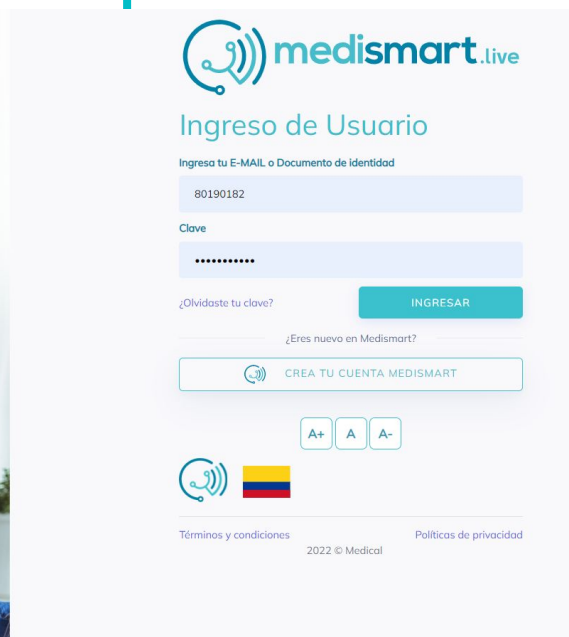 medismart.live
Ingreso de Usuario
Ingresa tu E-MAIL o Documento de identidad
80190182
Clave
•••••••••••
¿Olvidaste tu clave?
INGRESAR
¿Eres nuevo en Medismart?
CREA TU CUENTA MEDISMART
A+ A A-
Términos y condiciones
Políticas de privacidad
2022 © Medical